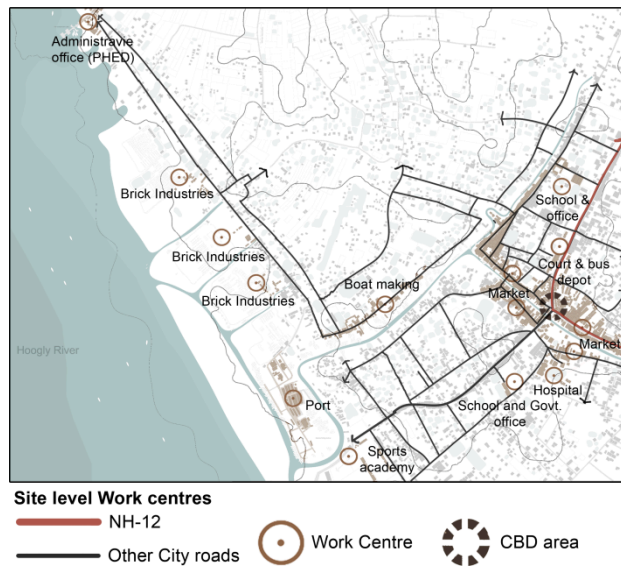 Administravie
office (PHED)
Brick Industries
School &
office
Brick Industries
Court & bus
depot
Boat making
Market
Brick Industries
Market
Hoogly River
Hospital
Port
School and Govt.
office
Sports
academy
Site level Work centres
NH-12
Other City roads
Work Centre
CBD area